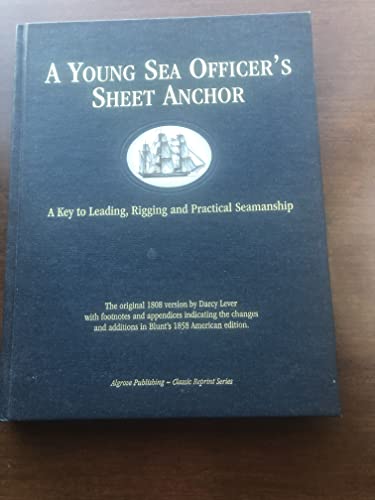 A YOUNG SEA OFFICER'S
SHEET ANCHOR
A Key to Leading, Rigging and Practical Seamanship
The original 1808 version by Darcy Lever
with footnotes and appendices indicating the changes
and additions in Blunt's 1858 American edition.
Algrove Publishing – Classic Reprint Series